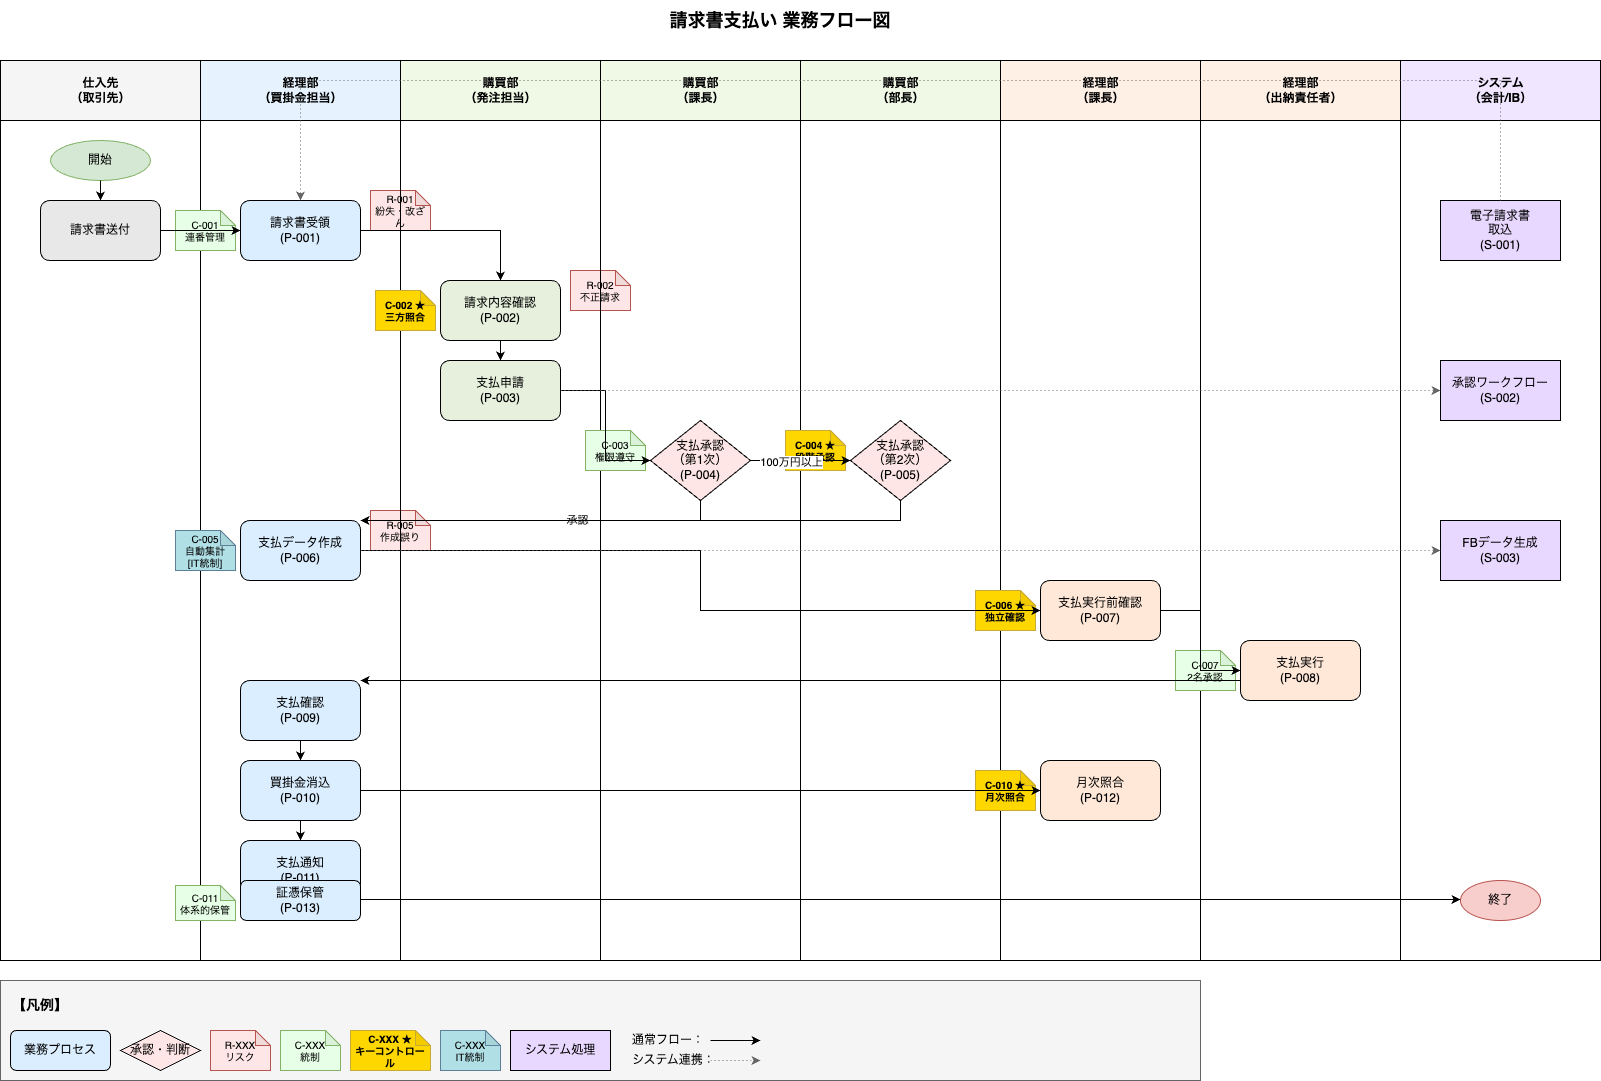 請求書支払い 業務フロー図
仕入先
（取引先）
経理部
（買掛金担当）
購買部
（発注担当）
購買部
（課長）
購買部
（部長）
経理部
（課長）
経理部
（出納責任者）
システム
（会計/IB）
開始
請求書送付
C-001
連番管理
請求書受領
(P-001)
R-001
紛失・改ざ
ん
電子請求書
取込
(S-001)
C-002 ★
三方照合
請求内容確認
(P-002)
R-002
不正請求
支払申請
(P-003)
承認ワークフロー
(S-002)
C-003
権限遵守
支払承認
（第1次）
(P-004)
100万円以上
C-004 ★
段階承認
支払承認
（第2次）
(P-005)
承認
C-005
自動集計
[IT統制]
支払データ作成
(P-006)
R-005
作成誤り
FBデータ生成
(S-003)
C-006 ★
独立確認
支払実行前確認
(P-007)
C-007
2名承認
支払実行
(P-008)
支払確認
(P-009)
買掛金消込
(P-010)
C-010 ★
月次照合
月次照合
(P-012)
支払通知
(P-011)
C-011
体系的保管
証憑保管
(P-013)
終了
【凡例】
業務プロセス
承認・判断
R-XXX
リスク
C-XXX
統制
C-XXX ★
キーコントロー
ル
C-XXX
IT統制
システム処理
通常フロー：
システム連携：